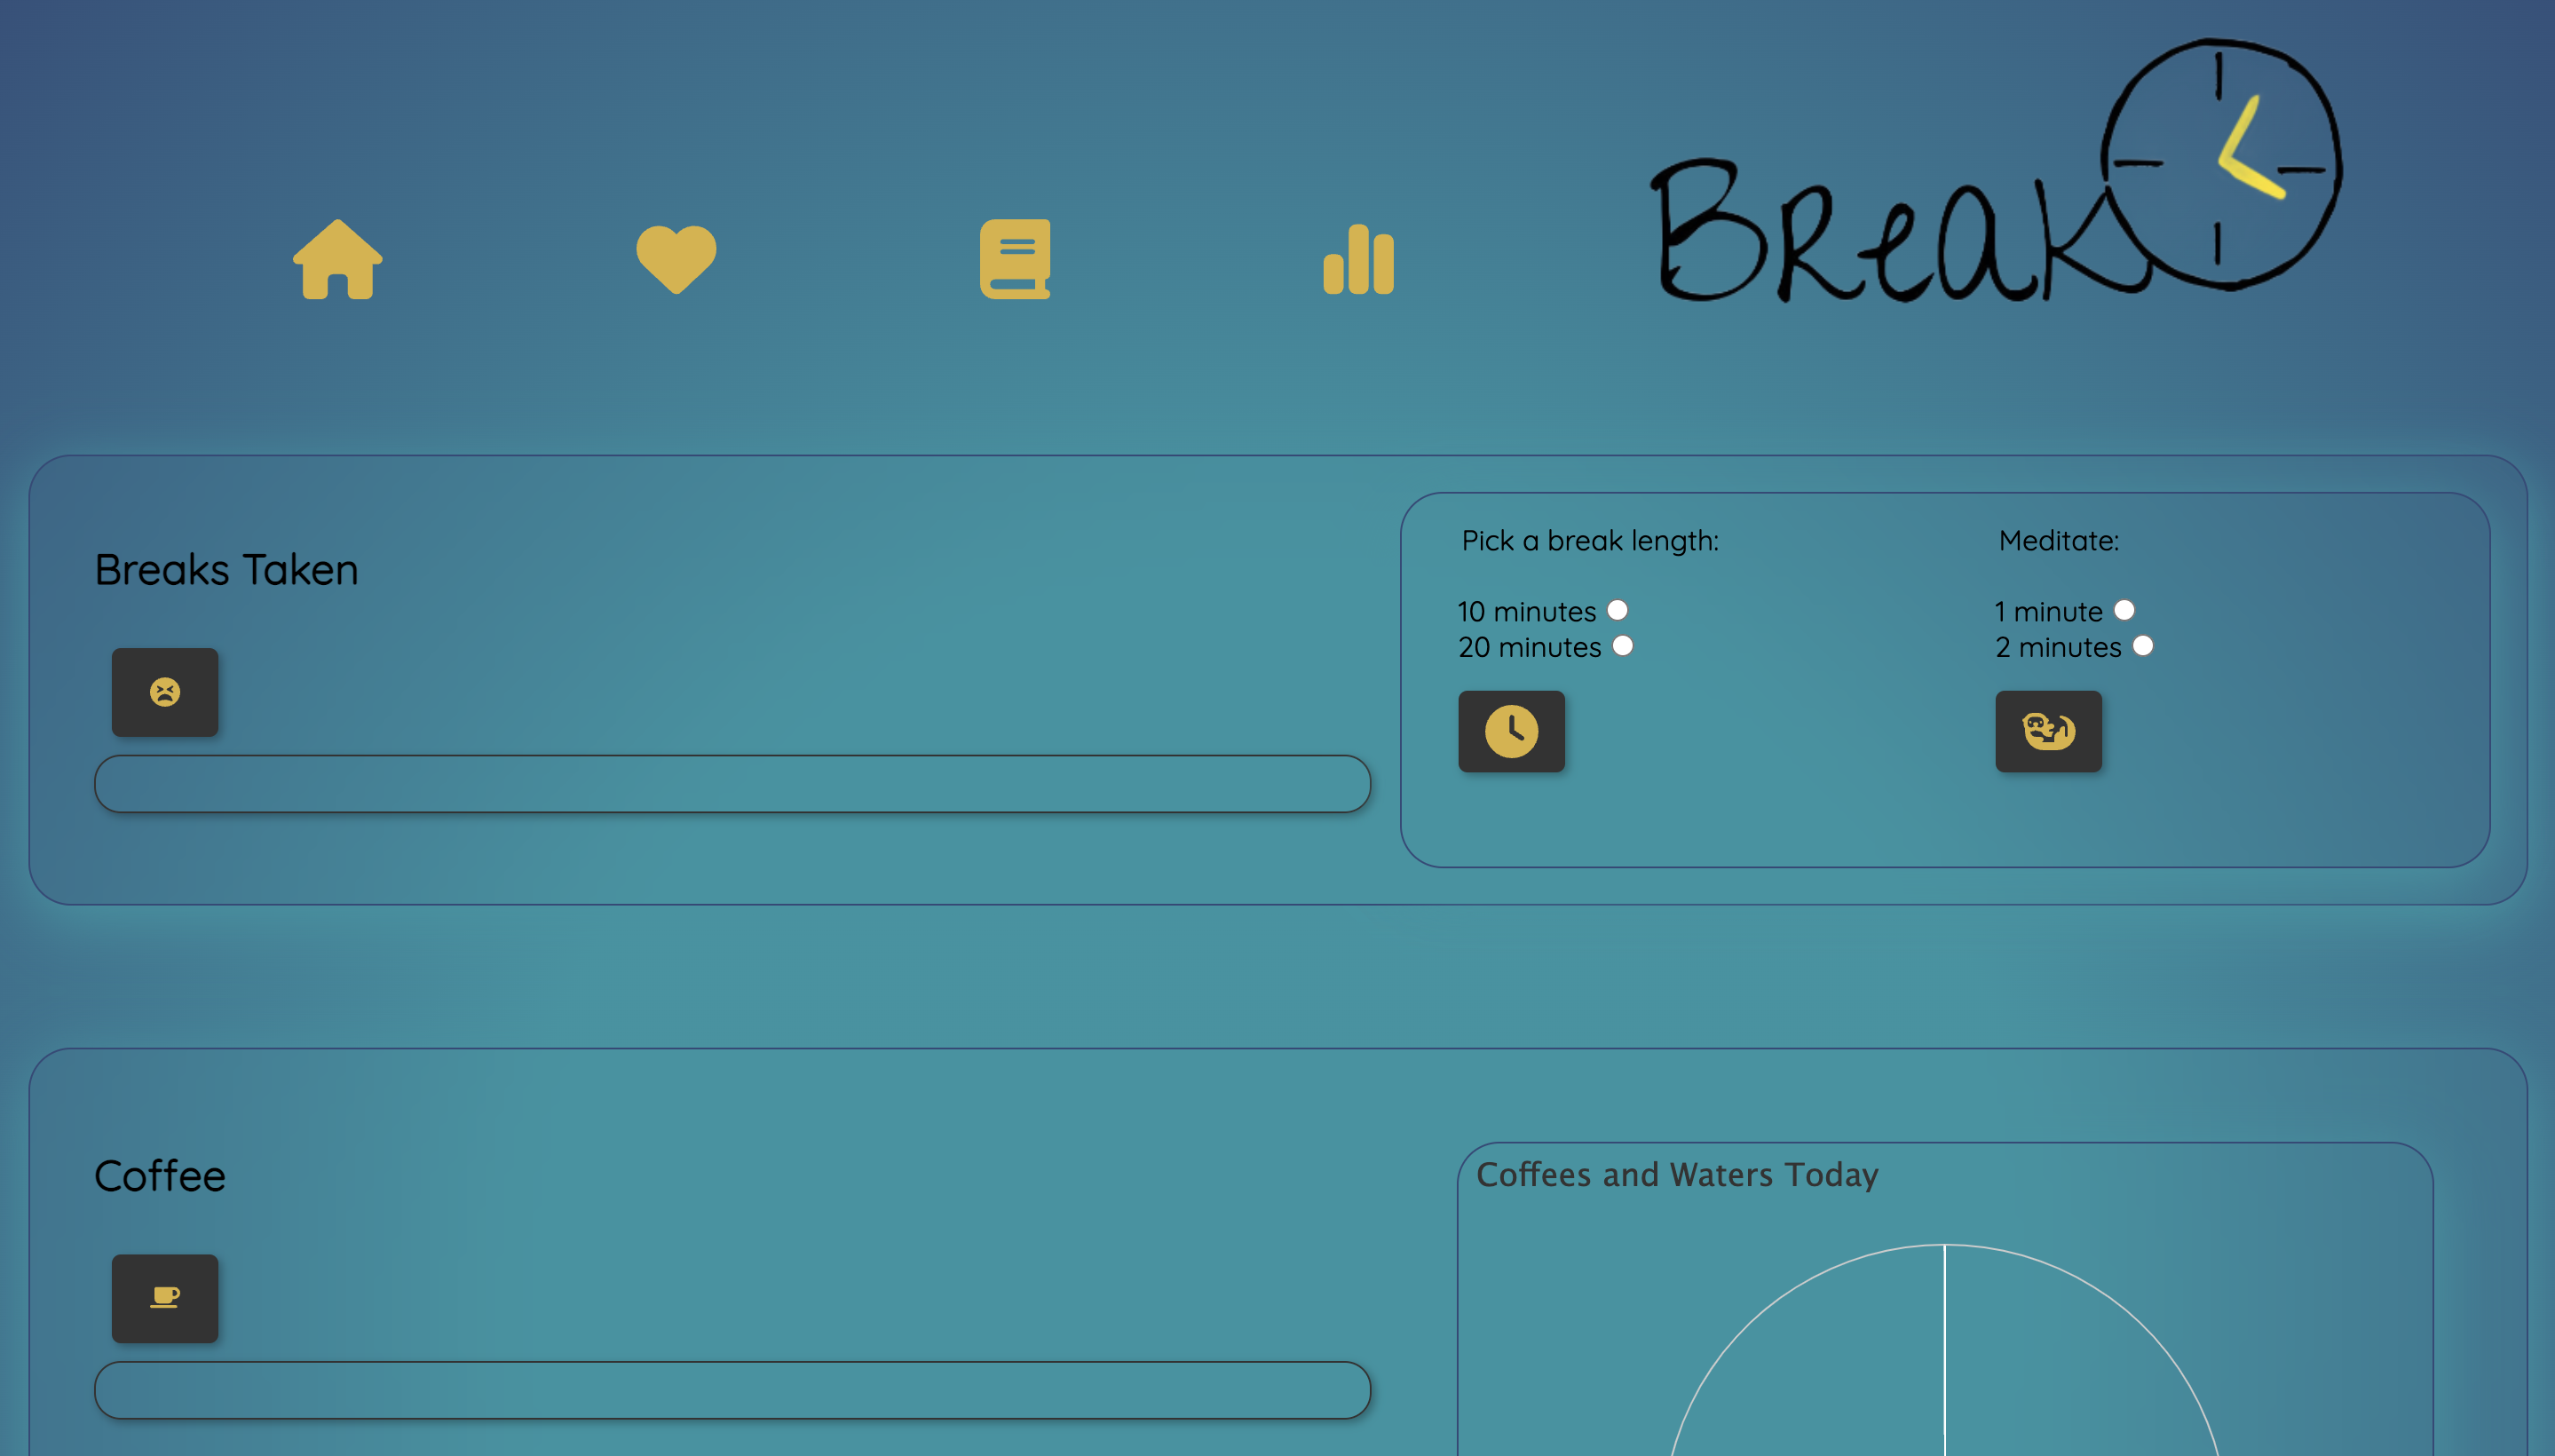 Break
Breaks Taken
Pick a break length:
10 minutes
20 minutes
Meditate:
1 minute
2 minutes
Coffee
Coffees and Waters Today